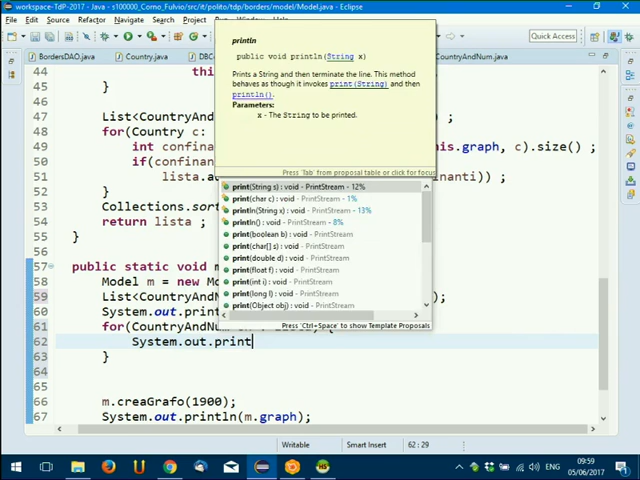 workspace-TdP-2017 - Java - s100000_Corno_Fulvio/src/it/polito/tdp/borders/model/Model.java - Eclipse
File Edit Source Refactor Navigate Search Project Run Window Help
Quick Access
BordersDAO.java Country.java CountryAndNum.java
println
public void println(String x)
Prints a String and then terminate the line. This method
behaves as though it invokes print(String) and then
println().
Parameters:
x - The String to be printed.
Press 'Tab' from proposal table or click for focus
print(String s) : void - PrintStream - 12%
print(char c) : void - PrintStream - 1%
println(String x) : void - PrintStream - 13%
println() : void - PrintStream - 8%
print(boolean b) : void - PrintStream
print(char[] s) : void - PrintStream
print(double d) : void - PrintStream
print(float f) : void - PrintStream
print(int i) : void - PrintStream
print(long l) : void - PrintStream
print(Object obj) : void - PrintStream
Press 'Ctrl+Space' to show Template Proposals
44 this
45 }
46
47 List<CountryAnd ;
48 for(Country c:
49 int confina his.graph, c).size() ;
50 if(confinan
51 lista.a inanti)) ;
52 }
53 Collections.sor
54 return lista ;
55 }
56
57 public static void m
58 Model m = new Mo
59 List<CountryAndN );
60 System.out.print
61 for(CountryAndNum
62 System.out.print
63 }
64
65
66 m.creaGrafo(1900);
67 System.out.println(m.graph);
Writable Smart Insert 62 : 29
ENG 09:59
05/06/2017